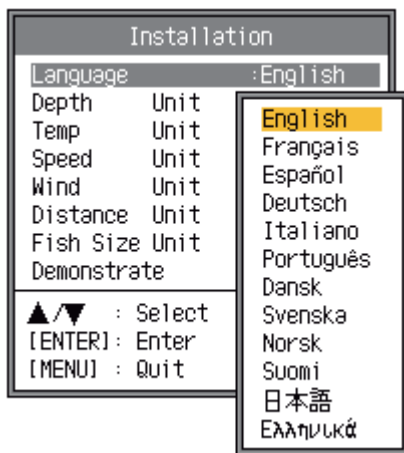 Installation
Language :English
Depth Unit
Temp Unit
Speed Unit
Wind Unit
Distance Unit
Fish Size Unit
Demonstrate
▲/▼ : Select
[ENTER]: Enter
[MENU] : Quit
English
Français
Español
Deutsch
Italiano
Português
Dansk
Svenska
Norsk
Suomi
日本語
Ελληνικά